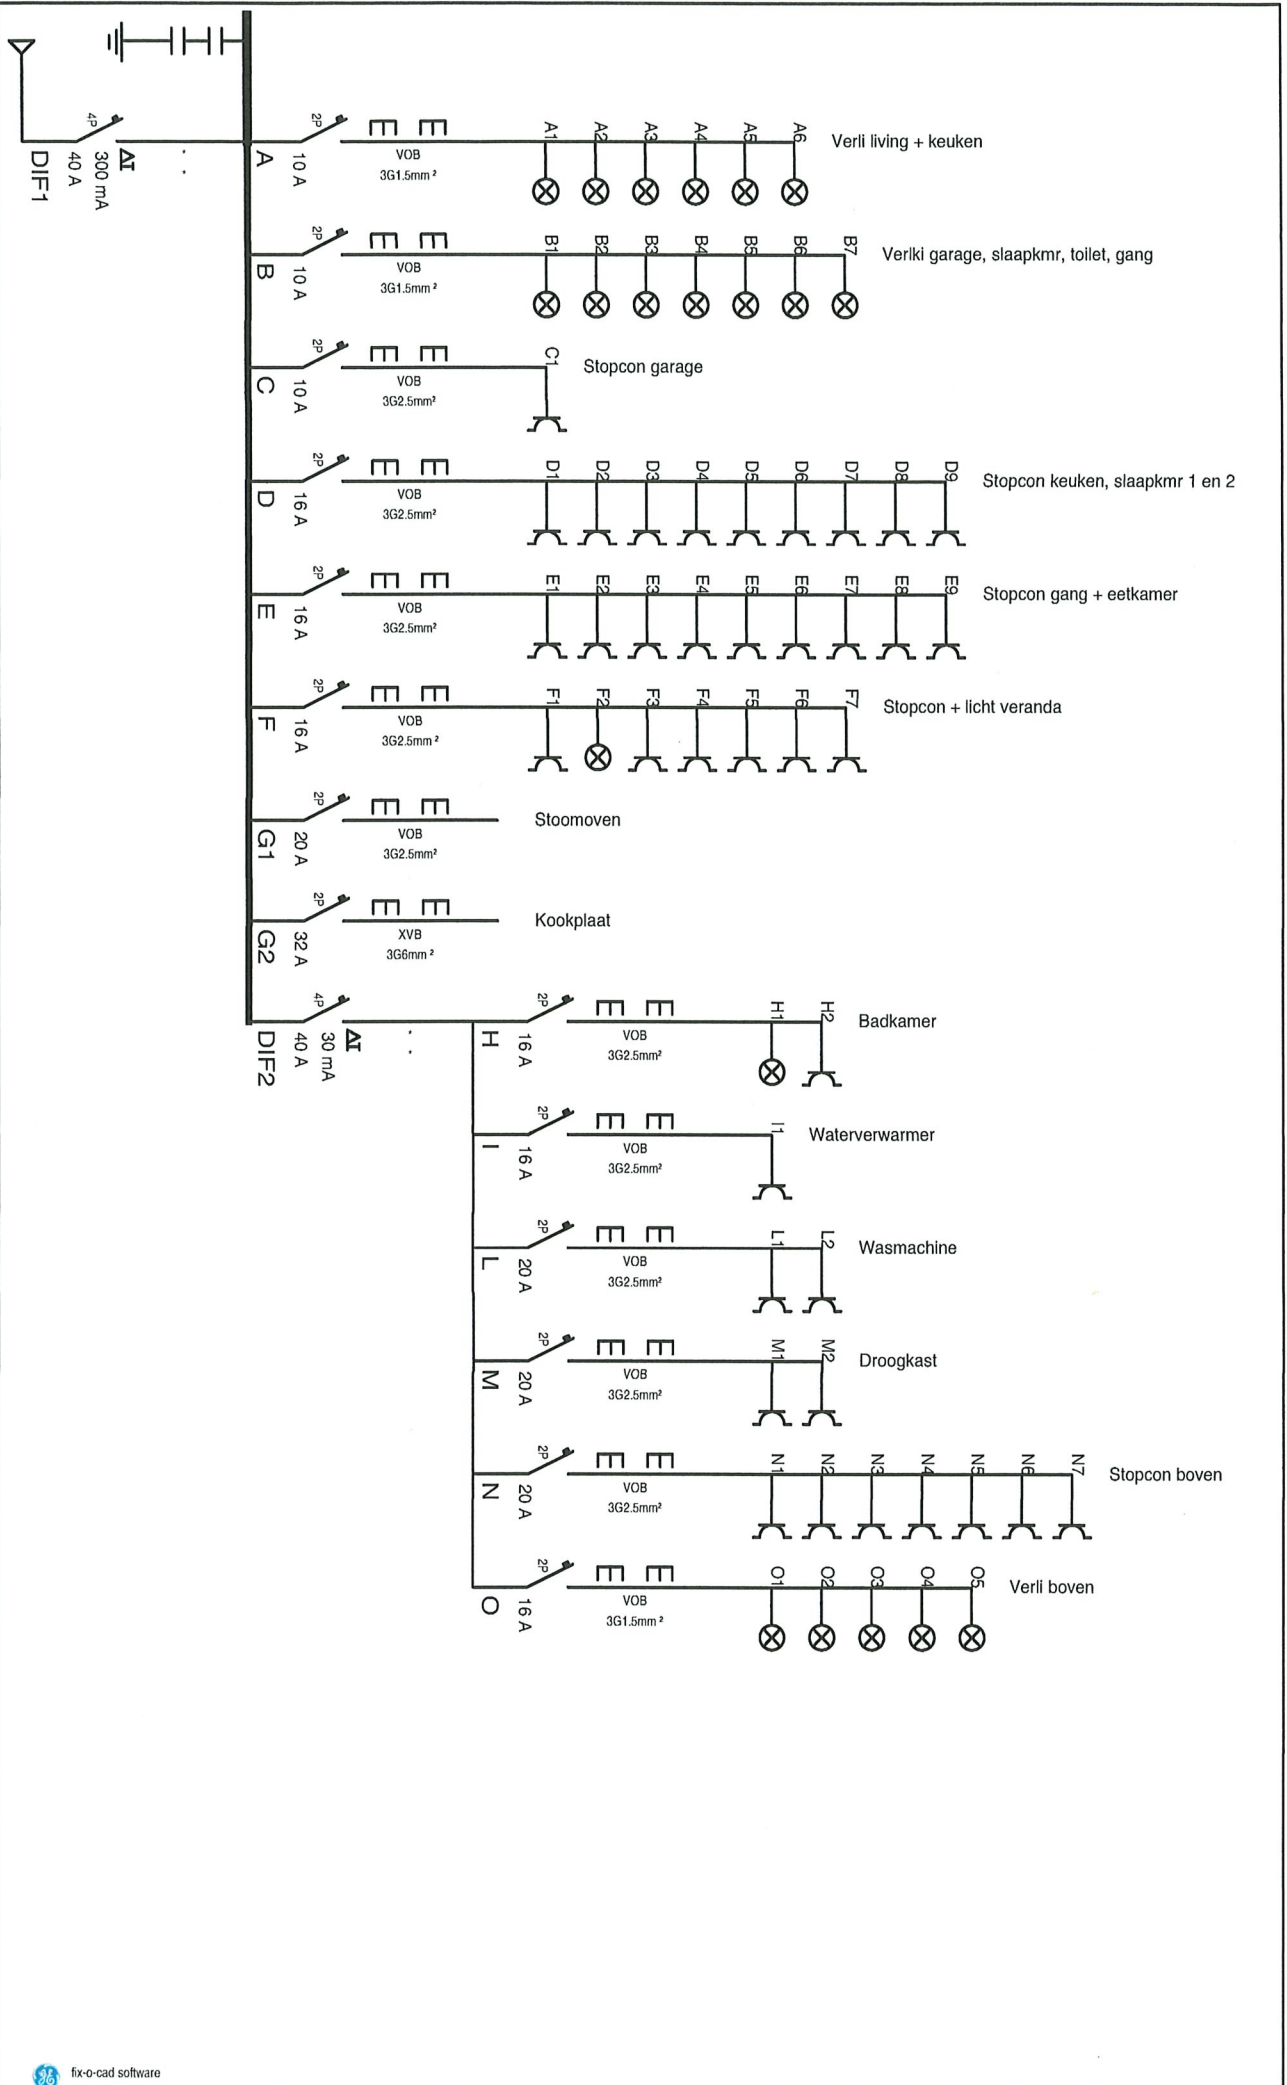 4P
40 A
300 mA
ΔI
DIF1
2P
10 A
A
VOB
3G1.5mm²
A1 A2 A3 A4 A5 A6
Verli living + keuken
2P
10 A
B
VOB
3G1.5mm²
B1 B2 B3 B4 B5 B6 B7
Verlki garage, slaapkmr, toilet, gang
2P
10 A
C
VOB
3G2.5mm²
C1
Stopcon garage
2P
16 A
D
VOB
3G2.5mm²
D1 D2 D3 D4 D5 D6 D7 D8 D9
Stopcon keuken, slaapkmr 1 en 2
2P
16 A
E
VOB
3G2.5mm²
E1 E2 E3 E4 E5 E6 E7 E8 E9
Stopcon gang + eetkamer
2P
16 A
F
VOB
3G2.5mm²
F1 F2 F3 F4 F5 F6 F7
Stopcon + licht veranda
2P
20 A
G1
VOB
3G2.5mm²
Stoomoven
2P
32 A
G2
XVB
3G6mm²
Kookplaat
4P
40 A
30 mA
ΔI
DIF2
2P
16 A
H
VOB
3G2.5mm²
H1 H2
Badkamer
2P
16 A
I
VOB
3G2.5mm²
I1
Waterverwarmer
2P
20 A
L
VOB
3G2.5mm²
L1 L2
Wasmachine
2P
20 A
M
VOB
3G2.5mm²
M1 M2
Droogkast
2P
20 A
N
VOB
3G2.5mm²
N1 N2 N3 N4 N5 N6 N7
Stopcon boven
2P
16 A
O
VOB
3G1.5mm²
O1 O2 O3 O4 O5
Verli boven
fix-o-cad software